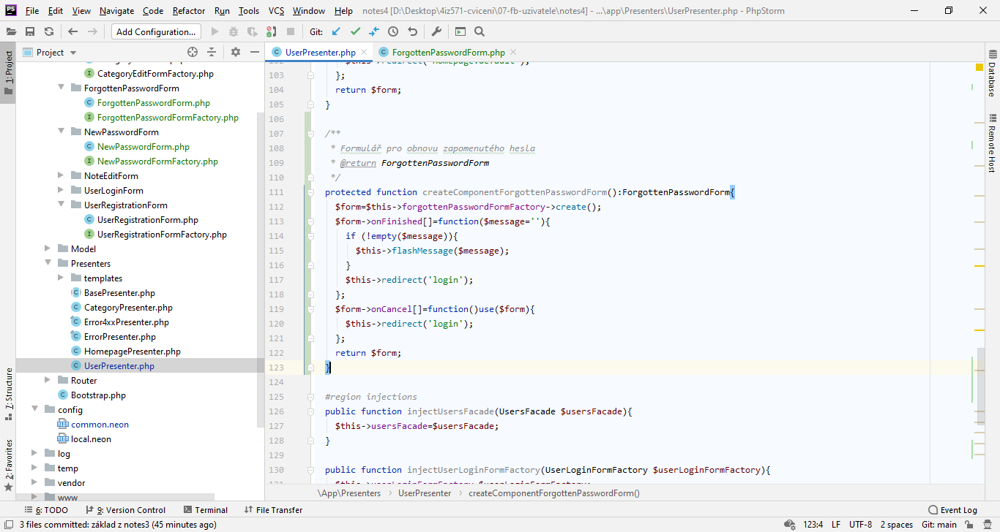 PS File Edit View Navigate Code Refactor Run Tools VCS Window Help notes4 [D:\Desktop\4iz571-cviceni\07-fb-uzivatele\notes4] - ...\app\Presenters\UserPresenter.php - PhpStorm
Add Configuration... Git:
Project
UserPresenter.php
ForgottenPasswordForm.php
1: Project
7: Structure
2: Favorites
CategoryEditFormFactory.php
ForgottenPasswordForm
ForgottenPasswordForm.php
ForgottenPasswordFormFactory.php
NewPasswordForm
NewPasswordForm.php
NewPasswordFormFactory.php
NoteEditForm
UserLoginForm
UserRegistrationForm
UserRegistrationForm.php
UserRegistrationFormFactory.php
Model
Presenters
templates
BasePresenter.php
CategoryPresenter.php
Error4xxPresenter.php
ErrorPresenter.php
HomepagePresenter.php
UserPresenter.php
Router
Bootstrap.php
config
common.neon
local.neon
log
temp
vendor
www
102 $this->redirect('Homepage:default');
103 };
104 return $form;
105 }
106
107 /**
108 * Formulář pro obnovu zapomenutého hesla
109 * @return ForgottenPasswordForm
110 */
111 protected function createComponentForgottenPasswordForm():ForgottenPasswordForm{
112 $form=$this->forgottenPasswordFormFactory->create();
113 $form->onFinished[]=function($message=''){
114 if (!empty($message)){
115 $this->flashMessage($message);
116 }
117 $this->redirect('login');
118 };
119 $form->onCancel[]=function()use($form){
120 $this->redirect('login');
121 };
122 return $form;
123 }
124
125 #region injections
126 public function injectUsersFacade(UsersFacade $usersFacade){
127 $this->usersFacade=$usersFacade;
128 }
129
130 public function injectUserLoginFormFactory(UserLoginFormFactory $userLoginFormFactory){
131 $this->userLoginFormFactory=$userLoginFormFactory;
\App\Presenters › UserPresenter › createComponentForgottenPasswordForm()
Database
Remote Host
6: TODO 9: Version Control Terminal File Transfer Event Log
3 files committed: základ z notes3 (45 minutes ago) 123:4 LF UTF-8 2 spaces Git: main